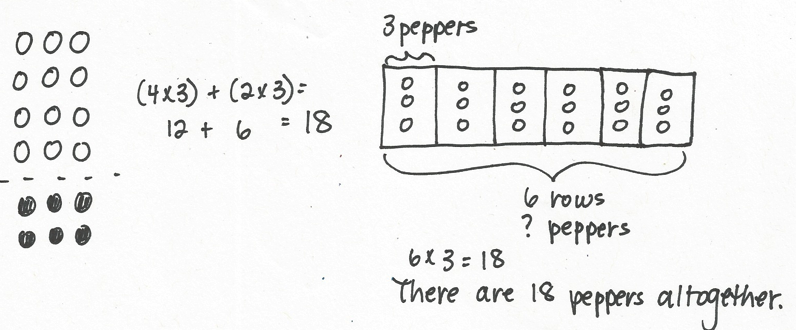 (4x3) + (2x3)=
12 + 6 = 18
3 peppers
6 rows
? peppers
6x3=18
There are 18 peppers altogether.